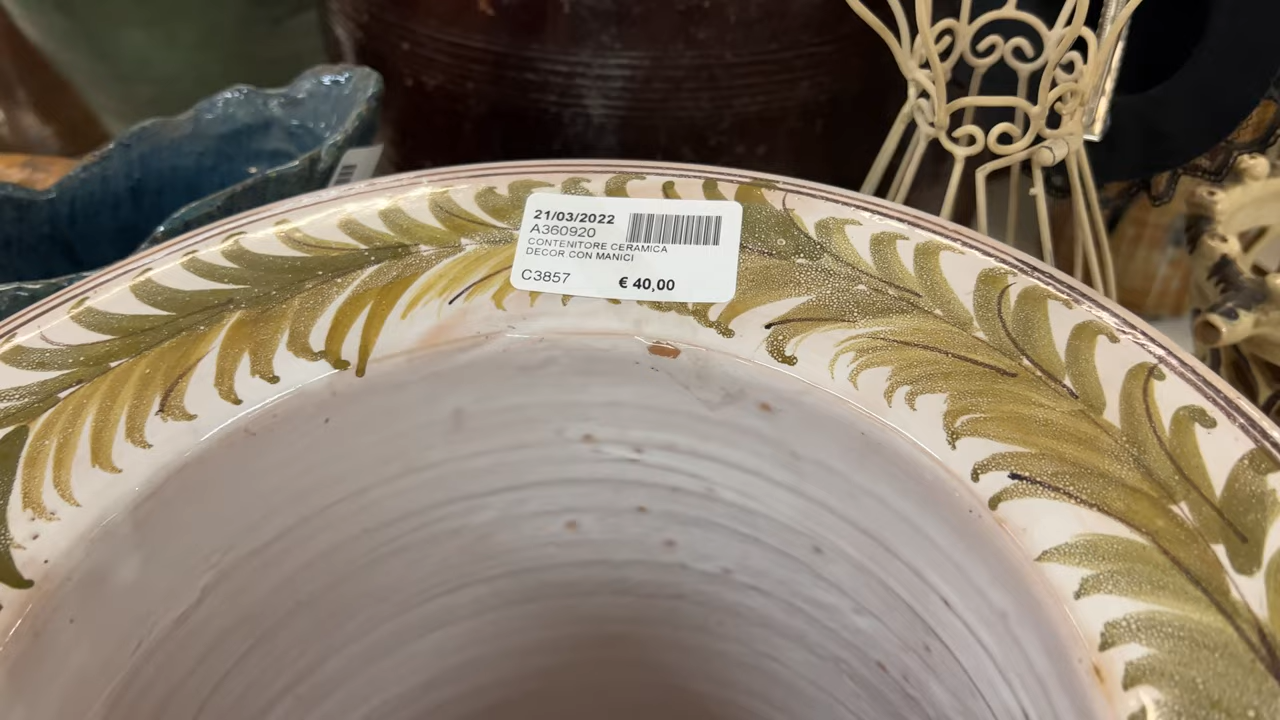 21/03/2022
A360920
CONTENITORE CERAMICA
DECOR CON MANICI
C3857 € 40,00